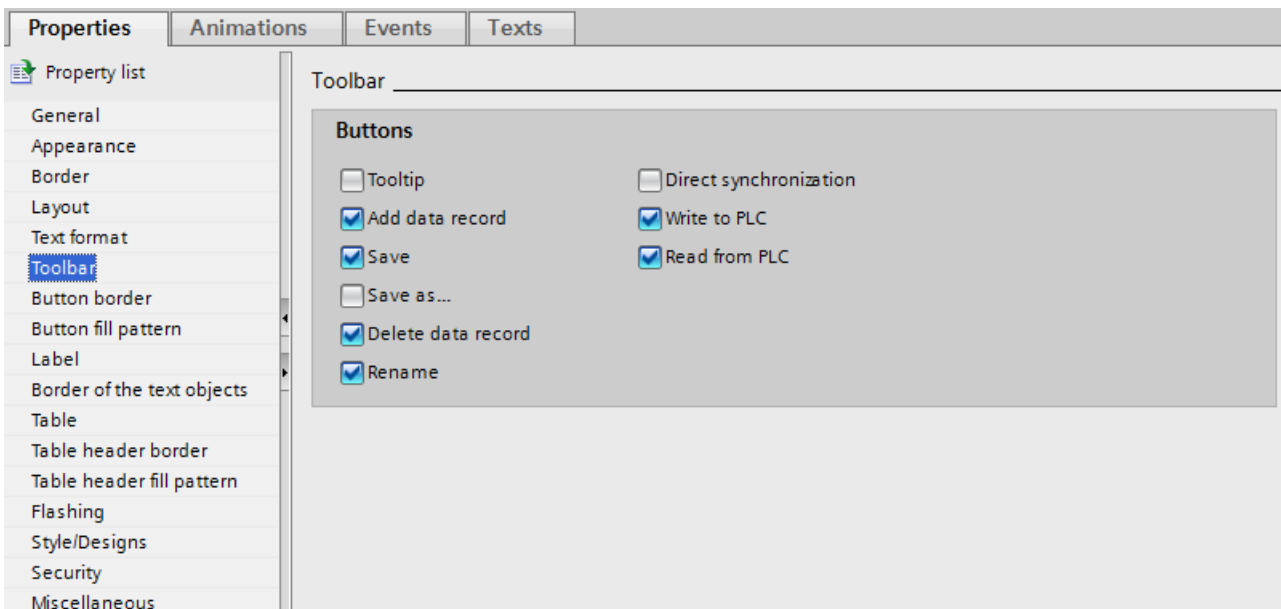 Properties Animations Events Texts
Property list
General
Appearance
Border
Layout
Text format
Toolbar
Button border
Button fill pattern
Label
Border of the text objects
Table
Table header border
Table header fill pattern
Flashing
Style/Designs
Security
Miscellaneous
Toolbar
Buttons
Tooltip
Add data record
Save
Save as...
Delete data record
Rename
Direct synchronization
Write to PLC
Read from PLC